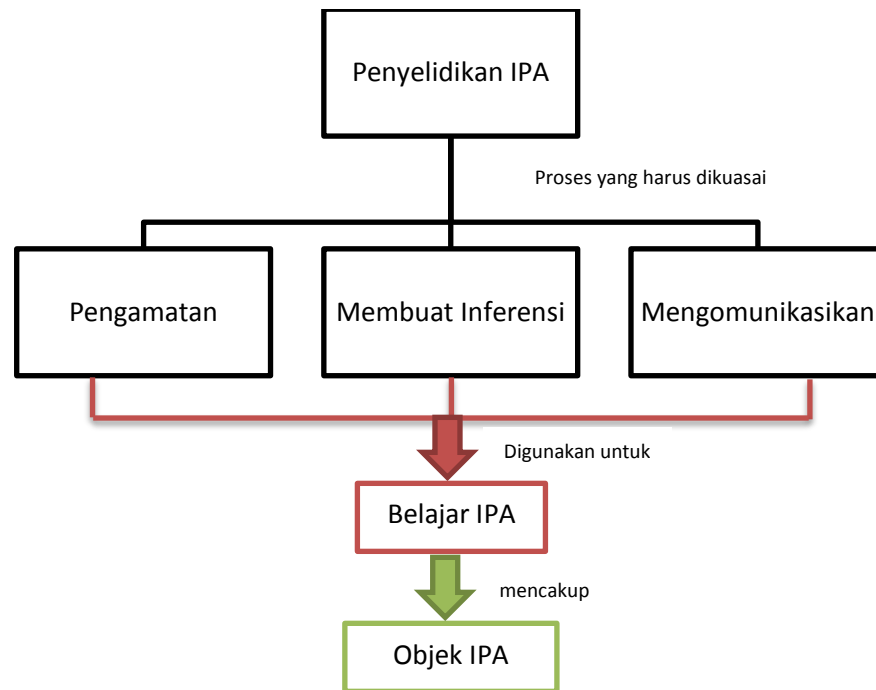 Penyelidikan IPA
Proses yang harus dikuasai
Pengamatan
Membuat Inferensi
Mengomunikasikan
Digunakan untuk
Belajar IPA
mencakup
Objek IPA